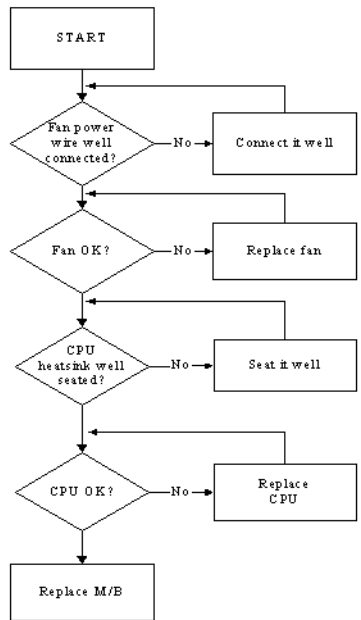 START
Fan power
wire well
connected?
No
Connect it well
Fan OK?
No
Replace fan
CPU
heatsink well
seated?
No
Seat it well
CPU OK?
No
Replace
CPU
Replace M/B